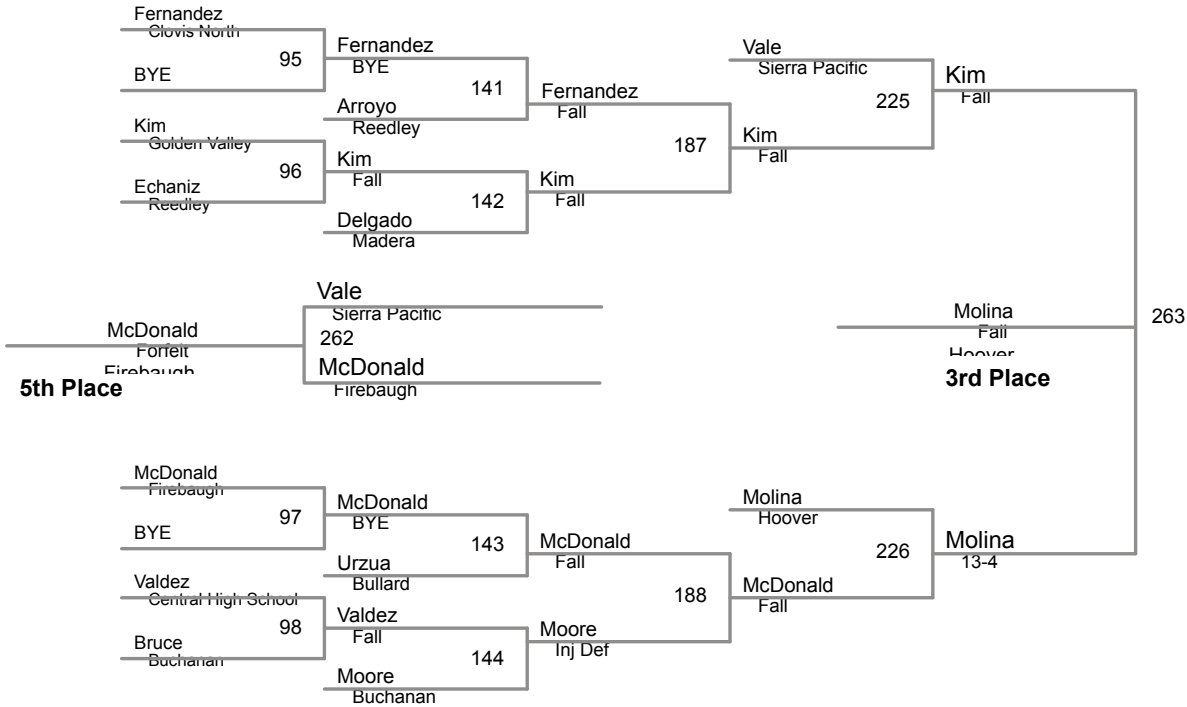 Fernandez
Clovis North
95
BYE
Fernandez
BYE
141
Arroyo
Reedley
Fernandez
Fall
Kim
Golden Valley
96
Echaniz
Reedley
Kim
Fall
142
Delgado
Madera
Kim
Fall
187
Vale
Sierra Pacific
225
Kim
Fall
Kim
Fall
Vale
Sierra Pacific
262
McDonald
Firebaugh
McDonald
Forfeit
Firebaugh
5th Place
Molina
Fall
Hoover
3rd Place
263
McDonald
Firebaugh
97
BYE
McDonald
BYE
143
Urzua
Bullard
McDonald
Fall
Valdez
Central High School
98
Bruce
Buchanan
Valdez
Fall
144
Moore
Buchanan
Moore
Inj Def
188
Molina
Hoover
226
McDonald
Fall
Molina
13-4